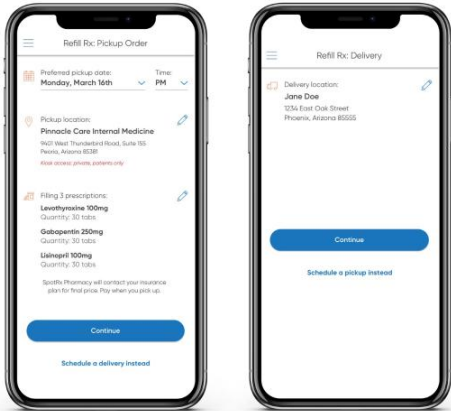 Refill Rx: Pickup Order
Preferred pickup date:
Time:
Monday, March 16th
PM
Pickup location:
Pinnacle Care Internal Medicine
9401 West Thunderbird Road, Suite 155
Peoria, Arizona 85381
Kiosk access: private, patients only
Filling 3 prescriptions:
Levothyroxine 100mg
Quantity: 30 tabs
Gabapentin 250mg
Quantity: 30 tabs
Lisinopril 100mg
Quantity: 30 tabs
SpotRx Pharmacy will contact your insurance
plan for final price. Pay when you pick up.
Continue
Schedule a delivery instead
Refill Rx: Delivery
Delivery location:
Jane Doe
1234 East Oak Street
Phoenix, Arizona 85555
Continue
Schedule a pickup instead